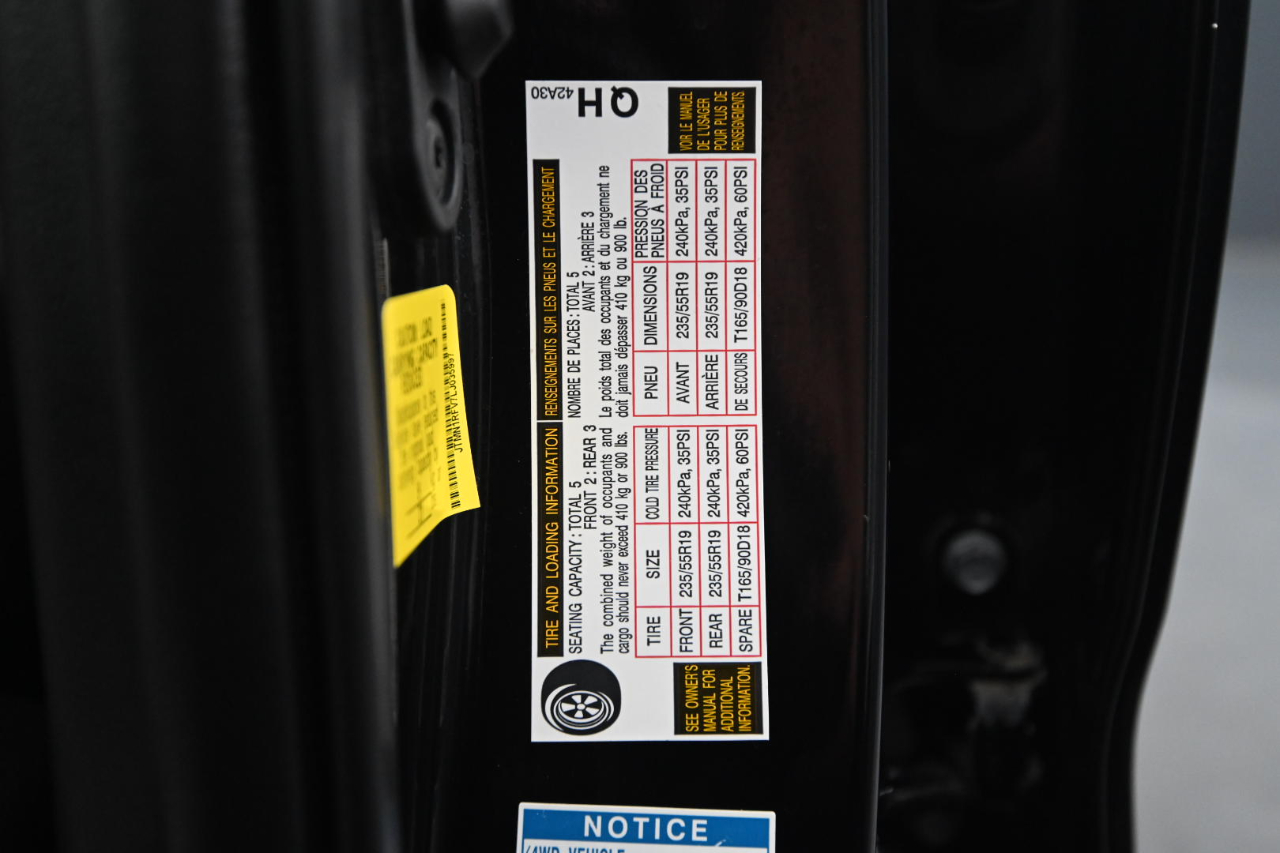 TIRE AND LOADING INFORMATION
RENSEIGNEMENTS SUR LES PNEUS ET LE CHARGEMENT
SEATING CAPACITY : TOTAL 5
FRONT 2 : REAR 3
The combined weight of occupants and
cargo should never exceed 410 kg or 900 lbs.
NOMBRE DE PLACES : TOTAL 5
AVANT 2 : ARRIÈRE 3
Le poids total des occupants et du chargement ne
doit jamais dépasser 410 kg ou 900 lb.
TIRE SIZE COLD TIRE PRESSURE
FRONT 235/55R19 240kPa, 35PSI
REAR 235/55R19 240kPa, 35PSI
SPARE T165/90D18 420kPa, 60PSI
PNEU DIMENSIONS PRESSION DES
PNEUS À FROID
AVANT 235/55R19 240kPa, 35PSI
ARRIÈRE 235/55R19 240kPa, 35PSI
DE SECOURS T165/90D18 420kPa, 60PSI
SEE OWNER'S
MANUAL FOR
ADDITIONAL
INFORMATION.
VOIR LE MANUEL
DE L'USAGER
POUR PLUS DE
RENSEIGNEMENTS
42A30
QH
NOTICE